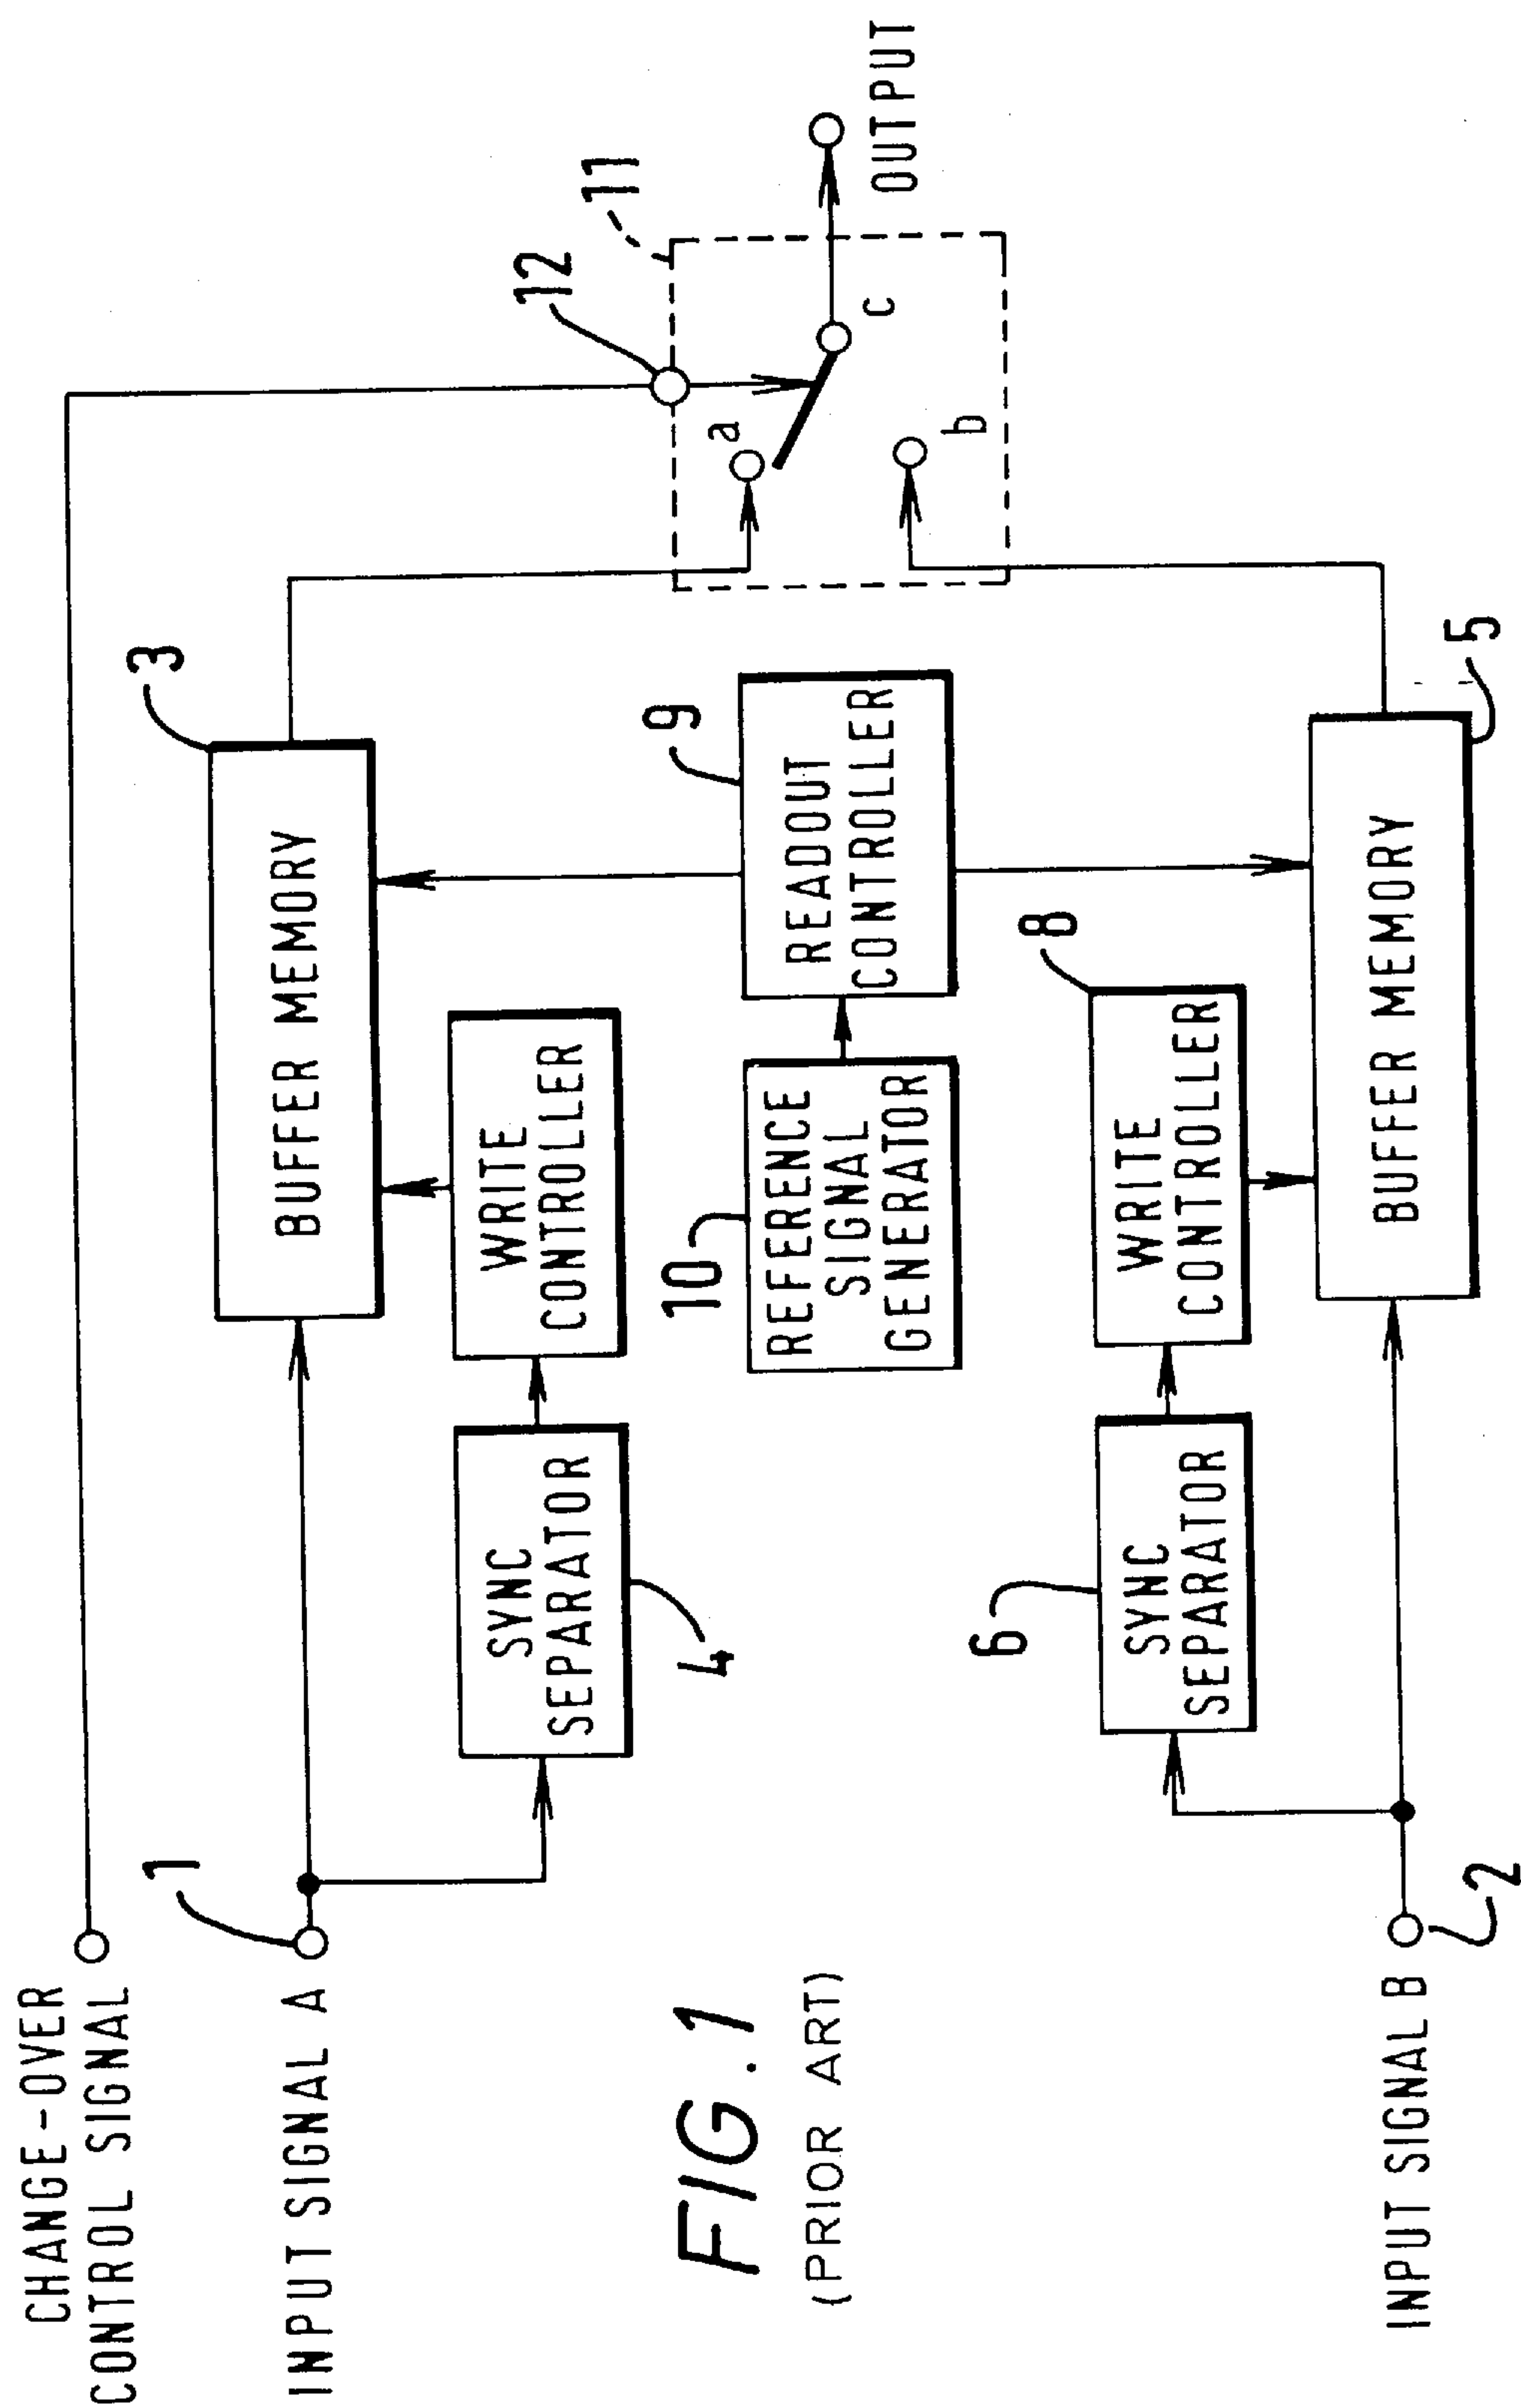 CHANGE-OVER
CONTROL SIGNAL
INPUT SIGNAL A
1
SYNC
SEPARATOR
4
WRITE
CONTROLLER
BUFFER MEMORY
3
10
REFERENCE
SIGNAL
GENERATOR
9
READOUT
CONTROLLER
12
11
a
b
c
OUTPUT
6
SYNC
SEPARATOR
8
WRITE
CONTROLLER
BUFFER MEMORY
5
INPUT SIGNAL B
2
FIG.1
(PRIOR ART)